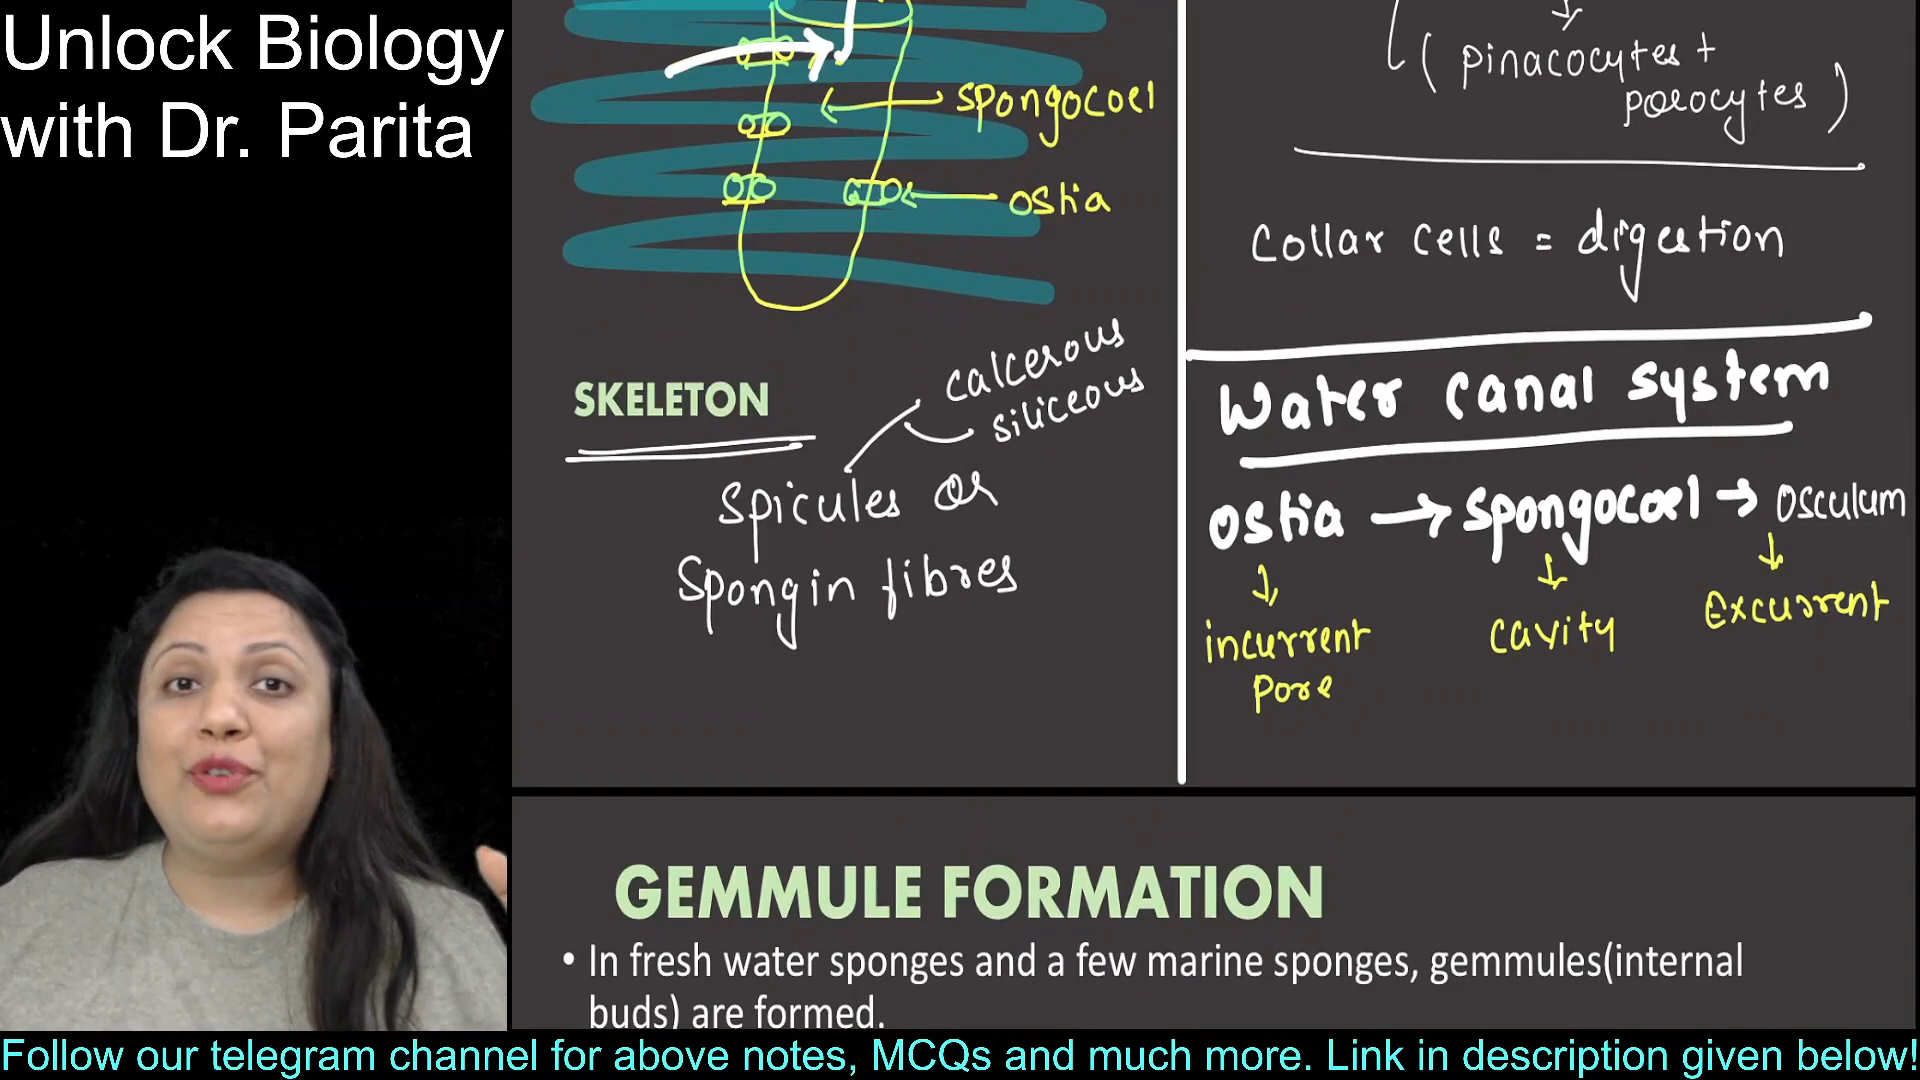 Unlock Biology
with Dr. Parita
spongocoel
ostia
SKELETON
calcerous
siliceous
Spicules or
Spongin fibres
(pinacocytes +
porocytes)
Collar cells = digestion
Water canal system
ostia → spongocoel → osculum
incurrent
pore
cavity
Excurrent
GEMMULE FORMATION
• In fresh water sponges and a few marine sponges, gemmules(internal
buds) are formed.
Follow our telegram channel for above notes, MCQs and much more. Link in description given below!